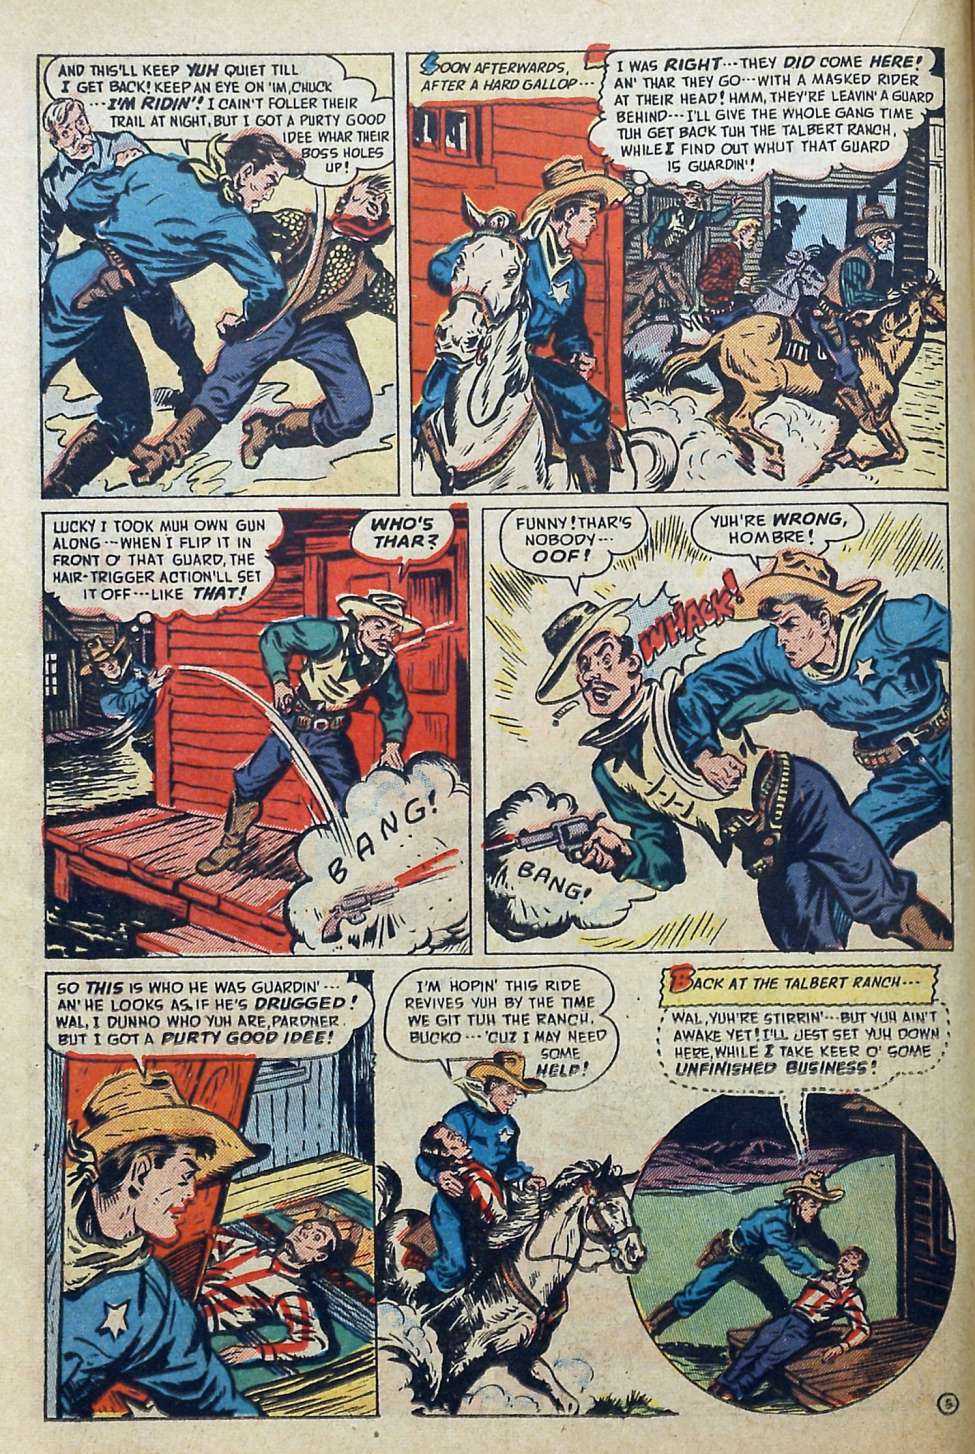 AND THIS'LL KEEP YUH QUIET TILL
I GET BACK! KEEP AN EYE ON 'IM, CHUCK
---I'M RIDIN'! I CAIN'T FOLLER THEIR
TRAIL AT NIGHT, BUT I GOT A PURTY GOOD
IDEE WHAR THEIR
BOSS HOLES
UP!
SOON AFTERWARDS,
AFTER A HARD GALLOP---
I WAS RIGHT---THEY DID COME HERE!
AN' THAR THEY GO---WITH A MASKED RIDER
AT THEIR HEAD! HMM, THEY'RE LEAVIN' A GUARD
BEHIND---I'LL GIVE THE WHOLE GANG TIME
TUH GET BACK TUH THE TALBERT RANCH,
WHILE I FIND OUT WHUT THAT GUARD
IS GUARDIN'!
LUCKY I TOOK MUH OWN GUN
ALONG---WHEN I FLIP IT IN
FRONT O' THAT GUARD, THE
HAIR-TRIGGER ACTION'LL SET
IT OFF---LIKE THAT!
WHO'S
THAR?
BANG!
FUNNY! THAR'S
NOBODY---
OOF!
YUH'RE WRONG,
HOMBRE!
WHACK!
BANG!
SO THIS IS WHO HE WAS GUARDIN'---
AN' HE LOOKS AS IF HE'S DRUGGED!
WAL, I DUNNO WHO YUH ARE, PARDNER
BUT I GOT A PURTY GOOD IDEE!
I'M HOPIN' THIS RIDE
REVIVES YUH BY THE TIME
WE GIT TUH THE RANCH,
BUCKO---'CUZ I MAY NEED
SOME
HELP!
BACK AT THE TALBERT RANCH---
WAL, YUH'RE STIRRIN'---BUT YUH AIN'T
AWAKE YET! I'LL JEST SET YUH DOWN
HERE, WHILE I TAKE KEER O' SOME
UNFINISHED BUSINESS!
5